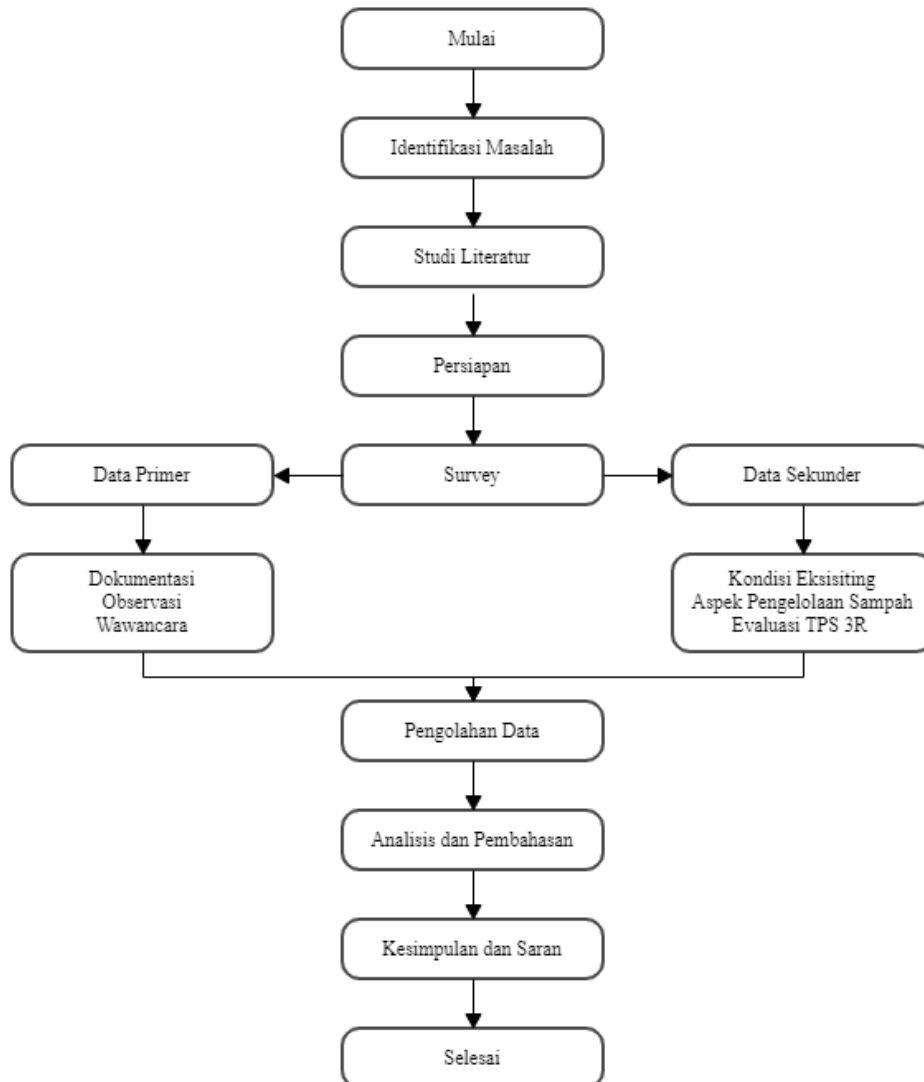 Mulai
Identifikasi Masalah
Studi Literatur
Persiapan
Data Primer
Survey
Data Sekunder
Dokumentasi
Observasi
Wawancara
Kondisi Eksisiting
Aspek Pengelolaan Sampah
Evaluasi TPS 3R
Pengolahan Data
Analisis dan Pembahasan
Kesimpulan dan Saran
Selesai